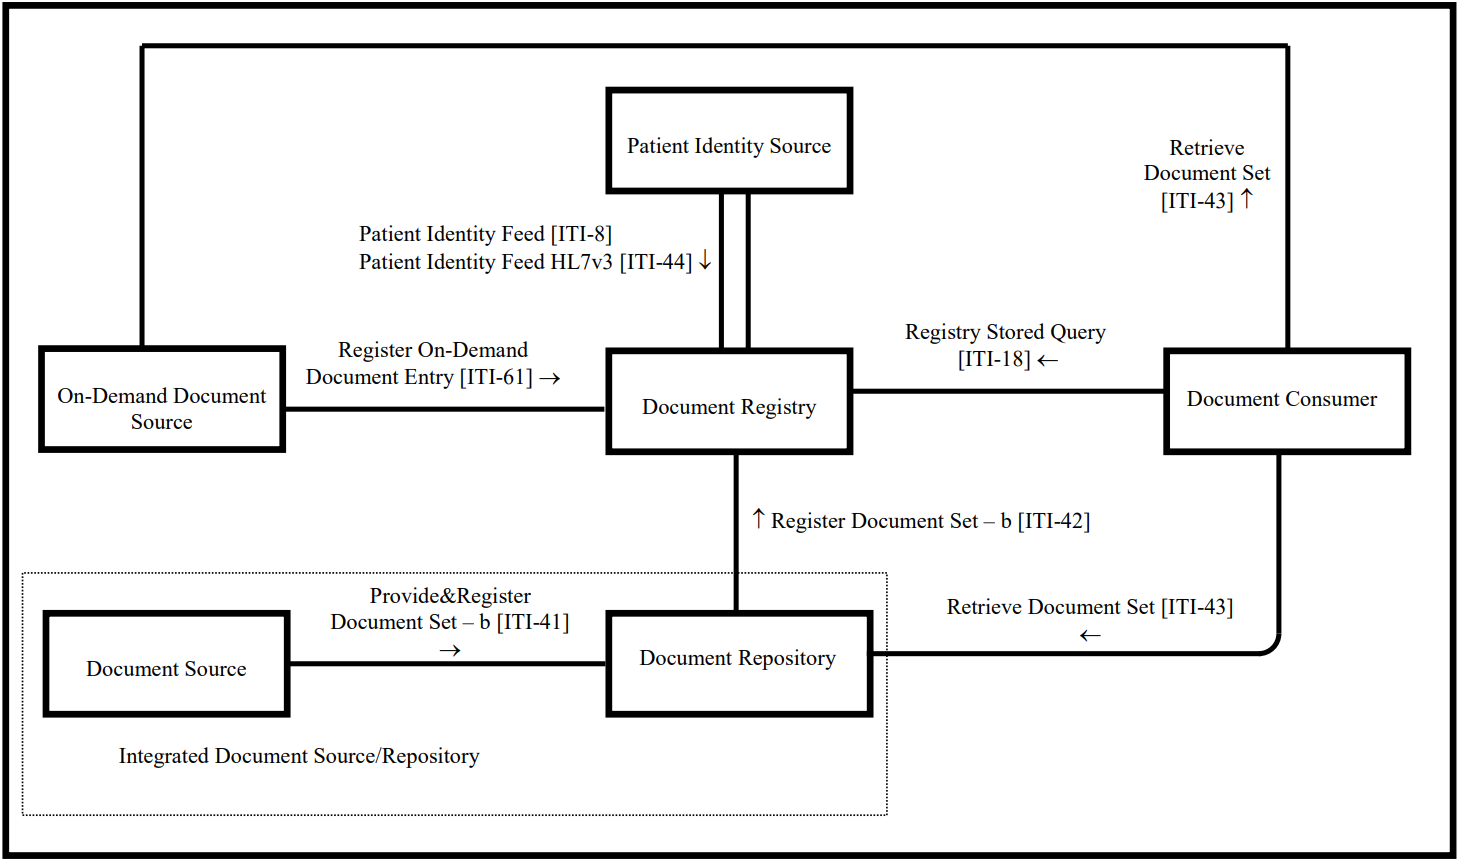 Patient Identity Source
Retrieve
Document Set
[ITI-43] ↑
Patient Identity Feed [ITI-8]
Patient Identity Feed HL7v3 [ITI-44] ↓
Register On-Demand
Document Entry [ITI-61] →
Registry Stored Query
[ITI-18] ←
On-Demand Document
Source
Document Registry
Document Consumer
↑ Register Document Set – b [ITI-42]
Provide&Register
Document Set – b [ITI-41]
→
Retrieve Document Set [ITI-43]
←
Document Source
Document Repository
Integrated Document Source/Repository